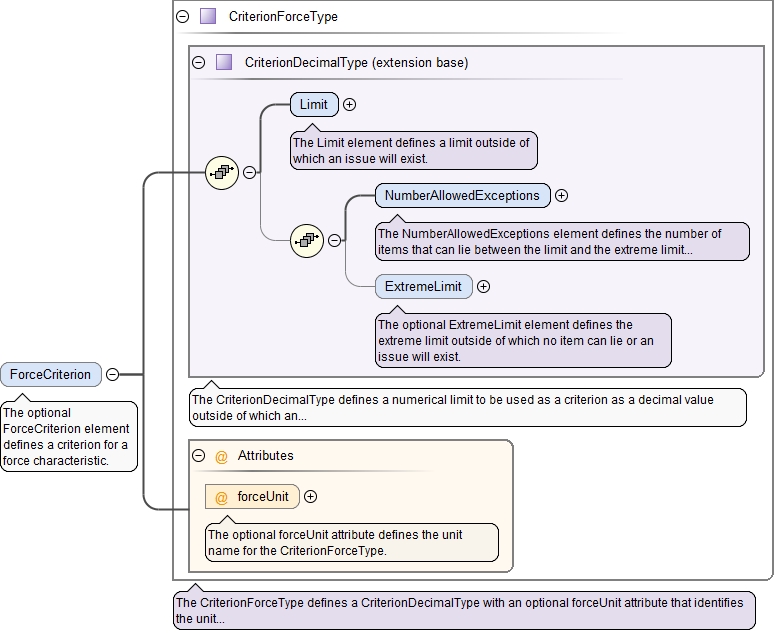 CriterionForceType
CriterionDecimalType (extension base)
Limit
The Limit element defines a limit outside of
which an issue will exist.
NumberAllowedExceptions
The NumberAllowedExceptions element defines the number of
items that can lie between the limit and the extreme limit...
ExtremeLimit
The optional ExtremeLimit element defines the
extreme limit outside of which no item can lie or an
issue will exist.
ForceCriterion
The optional
ForceCriterion element
defines a criterion for a
force characteristic.
The CriterionDecimalType defines a numerical limit to be used as a criterion as a decimal value
outside of which an...
@ Attributes
@ forceUnit
The optional forceUnit attribute defines the unit
name for the CriterionForceType.
The CriterionForceType defines a CriterionDecimalType with an optional forceUnit attribute that identifies
the unit...